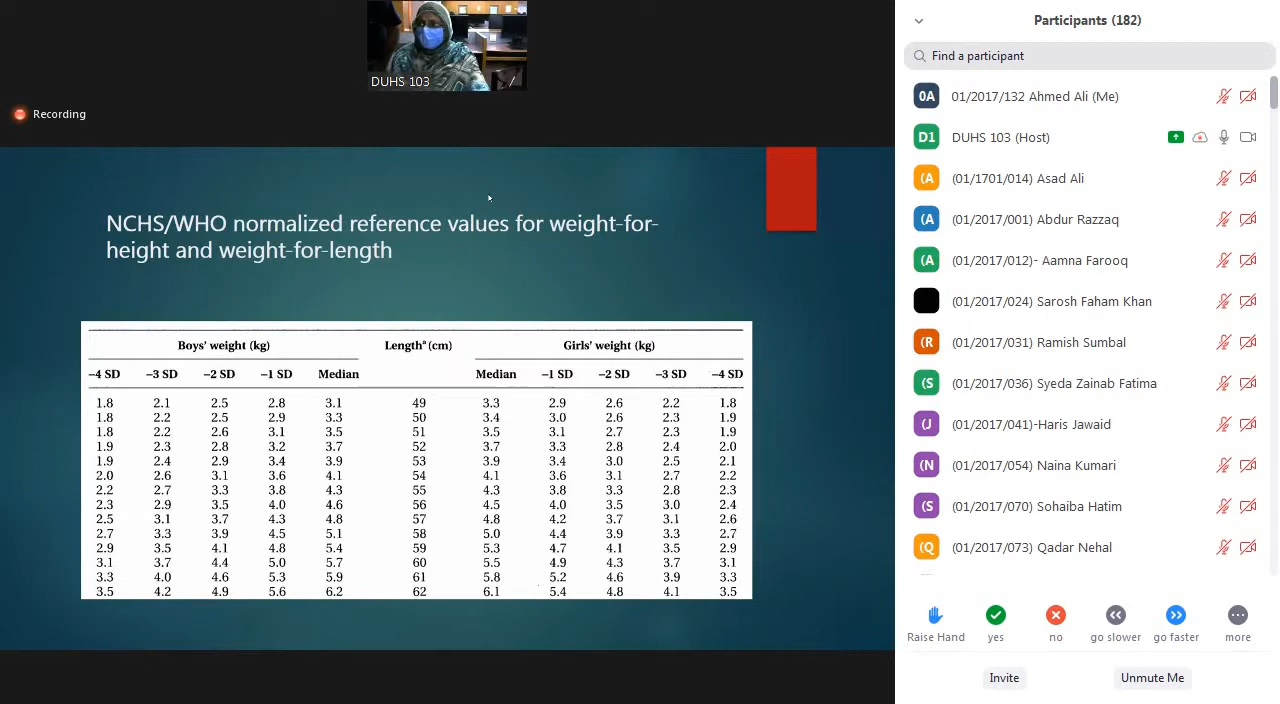 DUHS 103
Recording
NCHS/WHO normalized reference values for weight-for-
height and weight-for-length
Boys' weight (kg) Lengthᵃ (cm) Girls' weight (kg)
−4 SD −3 SD −2 SD −1 SD Median Median −1 SD −2 SD −3 SD −4 SD
1.8 2.1 2.5 2.8 3.1 49 3.3 2.9 2.6 2.2 1.8
1.8 2.2 2.5 2.9 3.3 50 3.4 3.0 2.6 2.3 1.9
1.8 2.2 2.6 3.1 3.5 51 3.5 3.1 2.7 2.3 1.9
1.9 2.3 2.8 3.2 3.7 52 3.7 3.3 2.8 2.4 2.0
1.9 2.4 2.9 3.4 3.9 53 3.9 3.4 3.0 2.5 2.1
2.0 2.6 3.1 3.6 4.1 54 4.1 3.6 3.1 2.7 2.2
2.2 2.7 3.3 3.8 4.3 55 4.3 3.8 3.3 2.8 2.3
2.3 2.9 3.5 4.0 4.6 56 4.5 4.0 3.5 3.0 2.4
2.5 3.1 3.7 4.3 4.8 57 4.8 4.2 3.7 3.1 2.6
2.7 3.3 3.9 4.5 5.1 58 5.0 4.4 3.9 3.3 2.7
2.9 3.5 4.1 4.8 5.4 59 5.3 4.7 4.1 3.5 2.9
3.1 3.7 4.4 5.0 5.7 60 5.5 4.9 4.3 3.7 3.1
3.3 4.0 4.6 5.3 5.9 61 5.8 5.2 4.6 3.9 3.3
3.5 4.2 4.9 5.6 6.2 62 6.1 5.4 4.8 4.1 3.5
Participants (182)
Find a participant
0A 01/2017/132 Ahmed Ali (Me)
D1 DUHS 103 (Host)
(A (01/1701/014) Asad Ali
(A (01/2017/001) Abdur Razzaq
(A (01/2017/012)- Aamna Farooq
(01/2017/024) Sarosh Faham Khan
(R (01/2017/031) Ramish Sumbal
(S (01/2017/036) Syeda Zainab Fatima
(J (01/2017/041)-Haris Jawaid
(N (01/2017/054) Naina Kumari
(S (01/2017/070) Sohaiba Hatim
(Q (01/2017/073) Qadar Nehal
Raise Hand yes no go slower go faster more
Invite Unmute Me